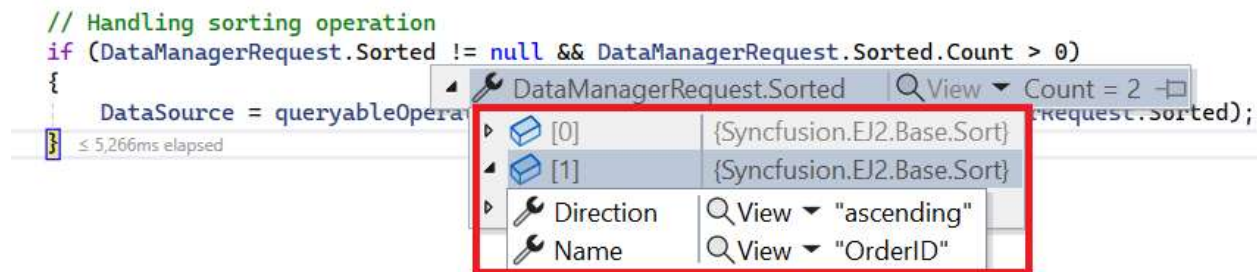 // Handling sorting operation
if (DataManagerRequest.Sorted != null && DataManagerRequest.Sorted.Count > 0)
{
DataManagerRequest.Sorted View Count = 2
DataSource = queryableOpera Request.Sorted);
[0] {Syncfusion.EJ2.Base.Sort}
} ≤ 5,266ms elapsed
[1] {Syncfusion.EJ2.Base.Sort}
Direction View "ascending"
Name View "OrderID"